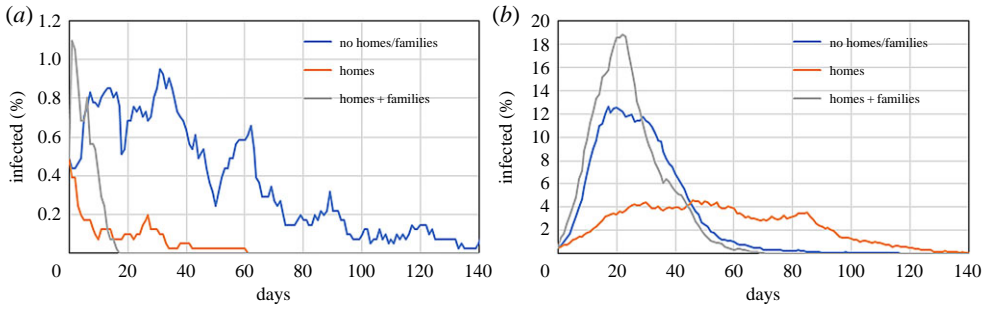 (a)
1.2
1.0
0.8
0.6
0.4
0.2
0 20 40 60 80 100 120 140
infected (%)
days
no homes/families
homes
homes + families
(b)
20
18
16
14
12
10
8
6
4
2
0 20 40 60 80 100 120 140
infected (%)
days
no homes/families
homes
homes + families